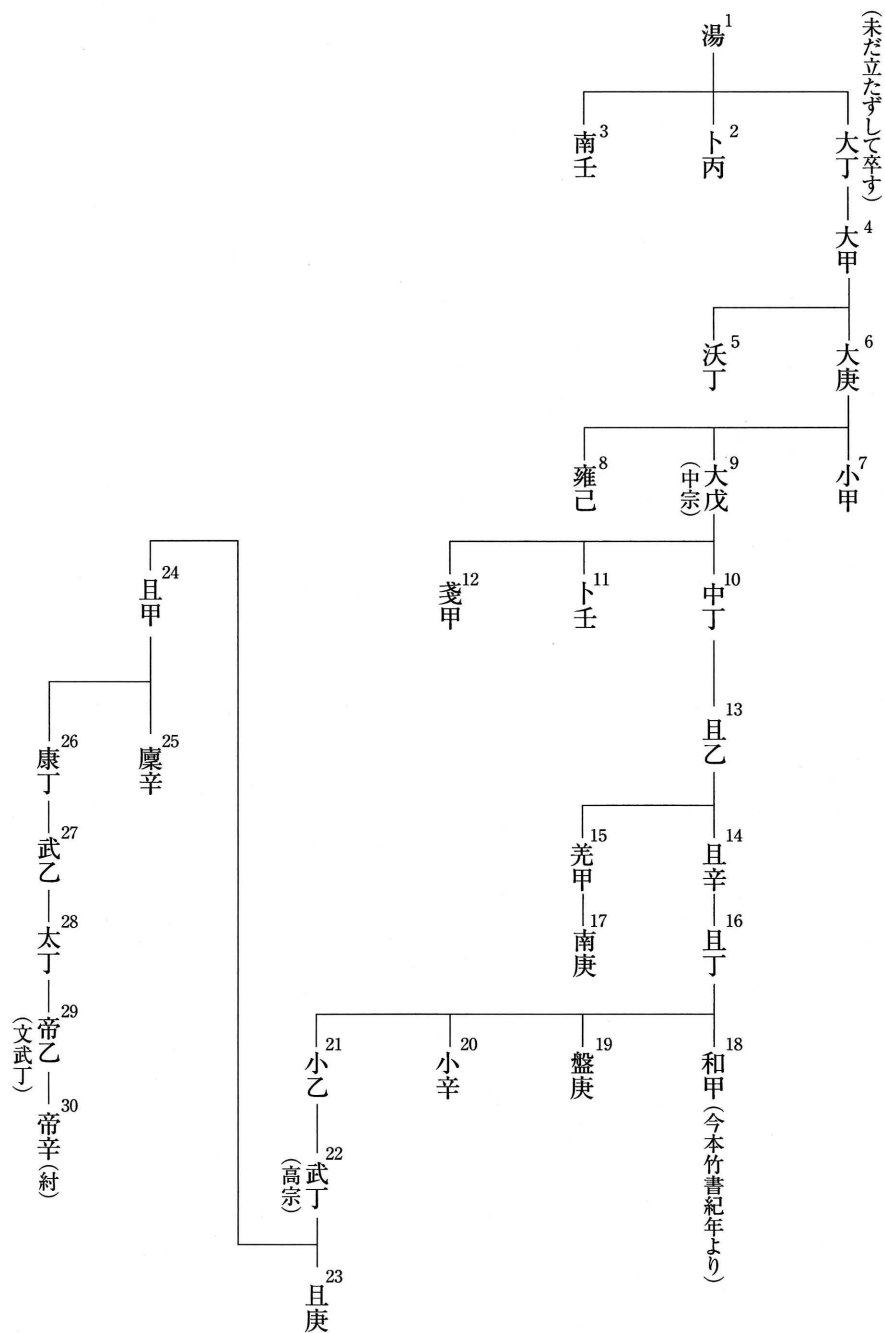 湯1
(未だ立たずして卒す)
大丁
卜丙2
南壬3
大甲4
沃丁5
大庚6
小甲7
雍己8
大戊9
(中宗)
中丁10
卜壬11
戔甲12
且乙13
且辛14
羌甲15
且丁16
南庚17
和甲18(今本竹書紀年より)
盤庚19
小辛20
小乙21
武丁22
(高宗)
且庚23
且甲24
廩辛25
康丁26
武乙27
太丁28
帝乙29
(文武丁)
帝辛30(紂)